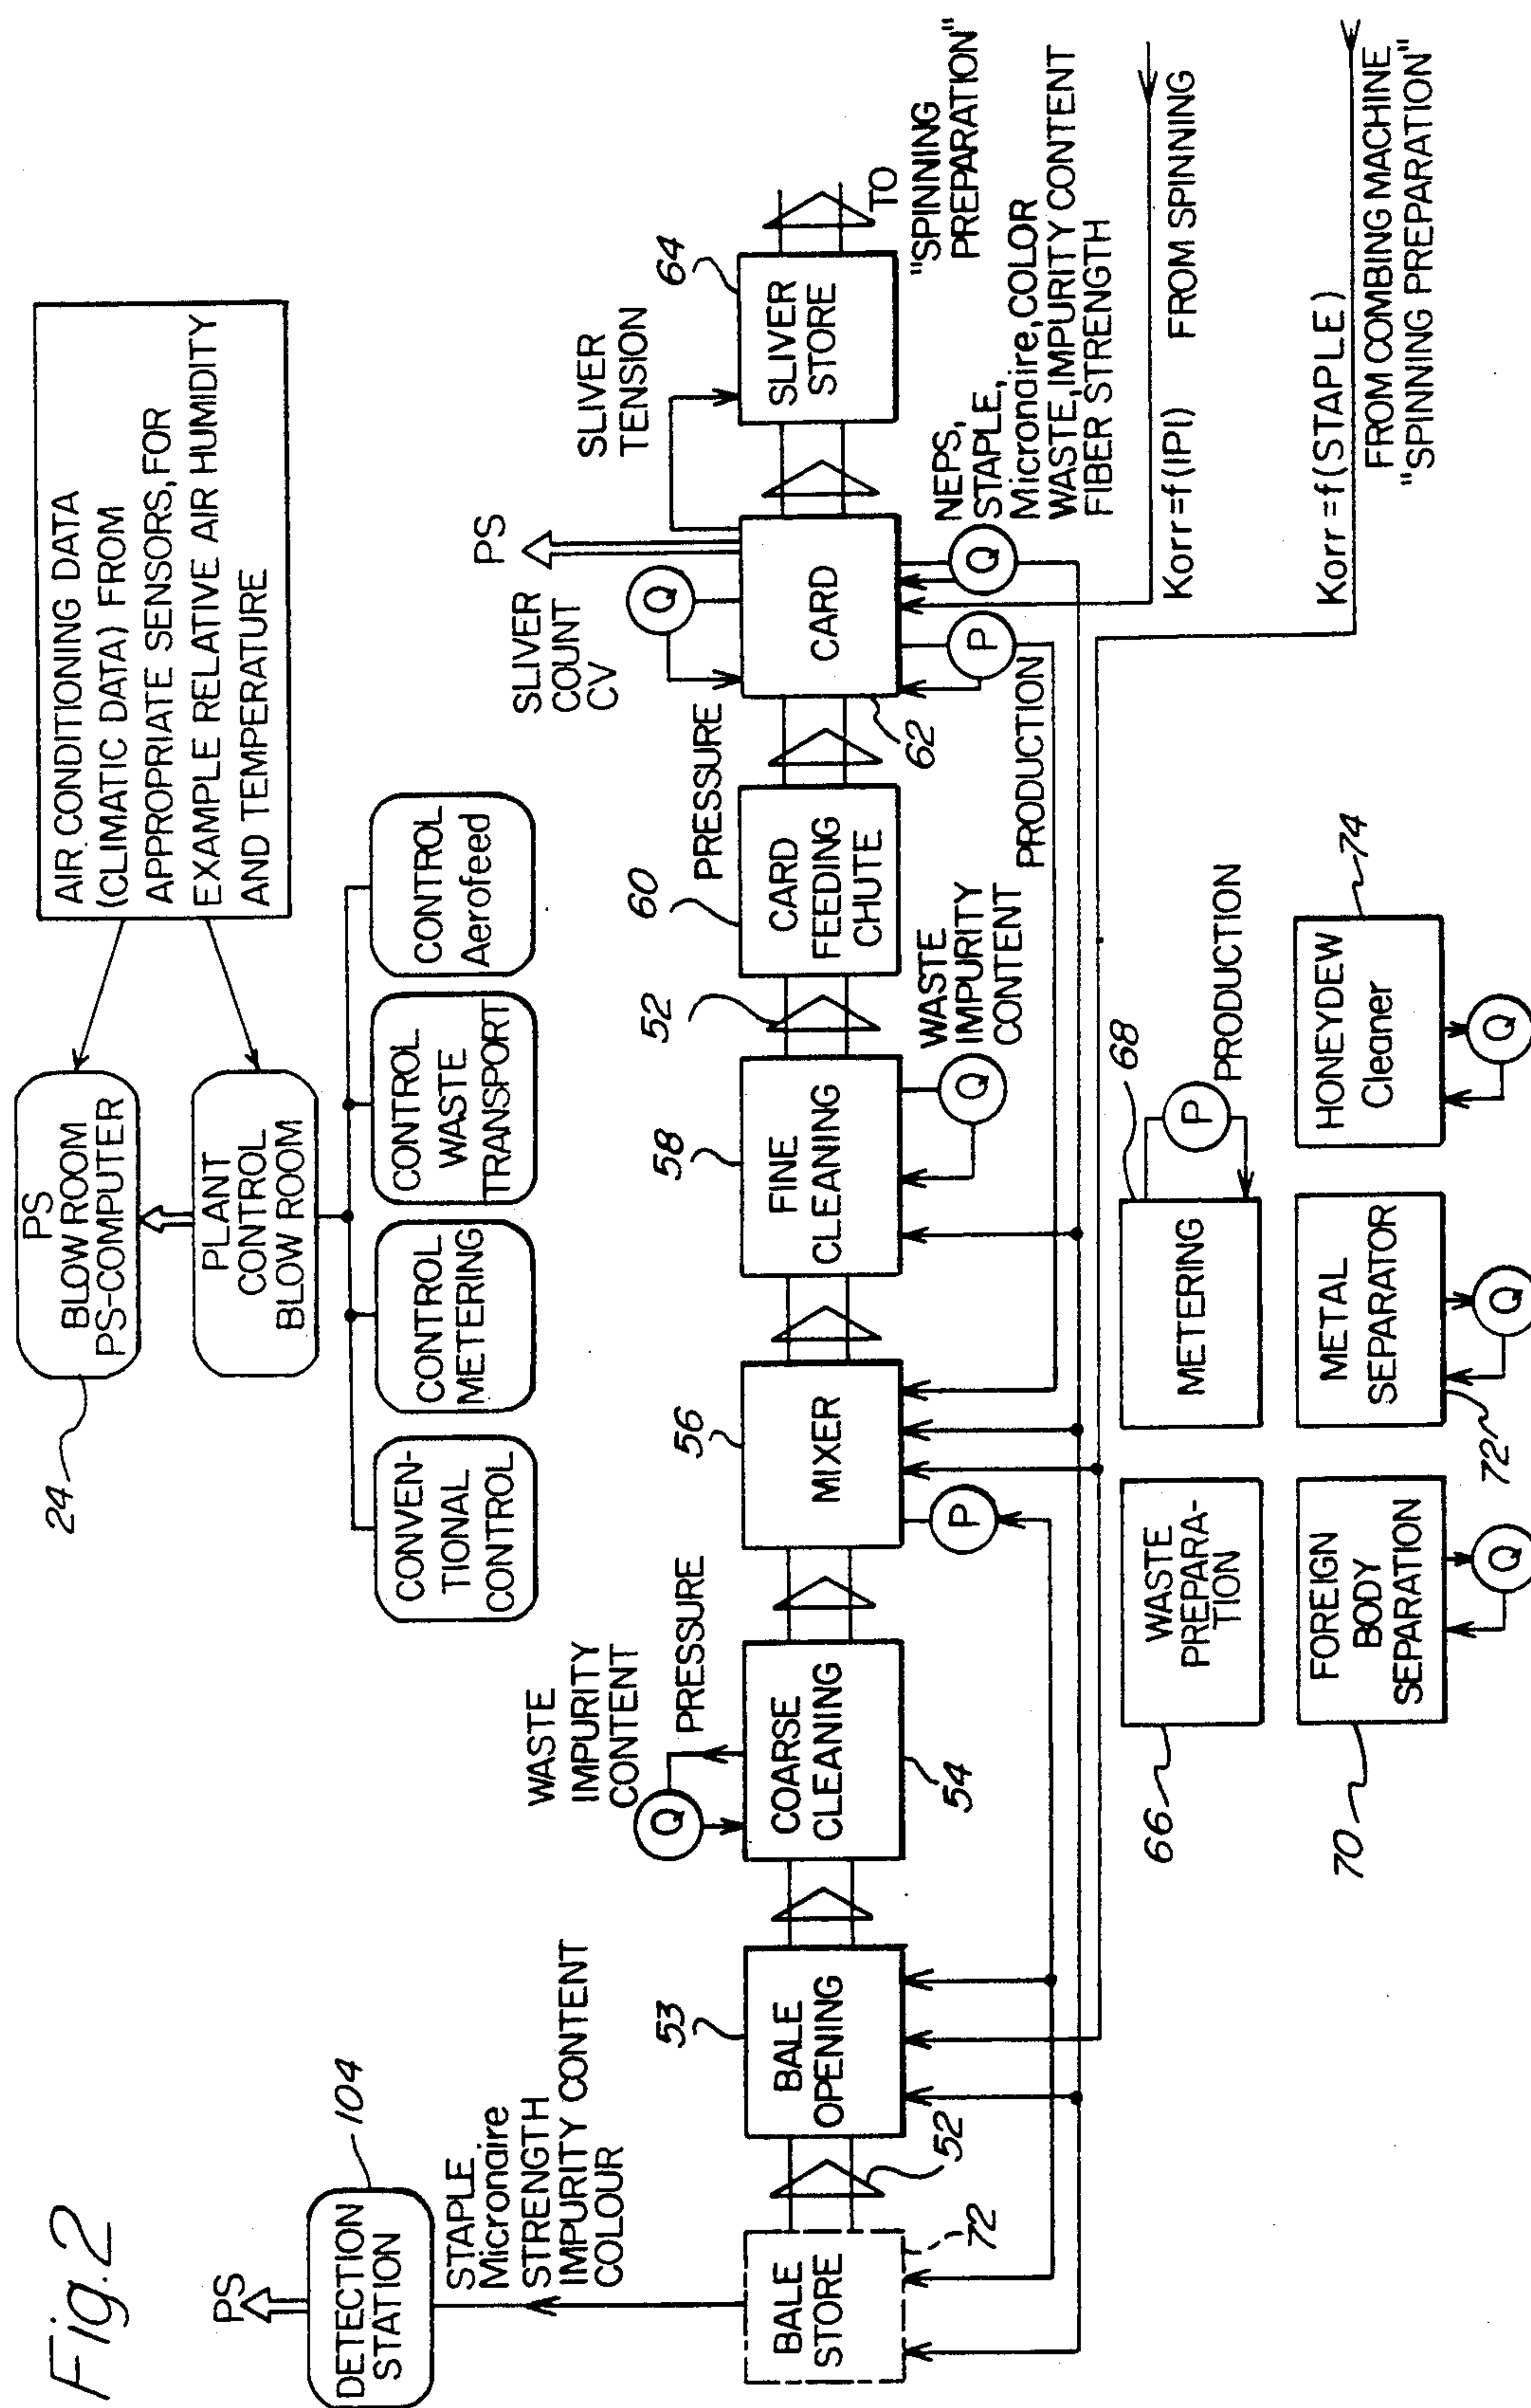 Fig. 2
PS
BLOW ROOM
PS-COMPUTER
24
PLANT
CONTROL
BLOW ROOM
AIR CONDITIONING DATA
(CLIMATIC DATA) FROM
APPROPRIATE SENSORS, FOR
EXAMPLE RELATIVE AIR HUMIDITY
AND TEMPERATURE
CONVEN-
TIONAL
CONTROL
CONTROL
METERING
CONTROL
WASTE
TRANSPORT
CONTROL
Aerofeed
PS
DETECTION
STATION
104
STAPLE
Micronaire
STRENGTH
IMPURITY CONTENT
COLOUR
WASTE
IMPURITY
CONTENT
Q
PRESSURE
PRESSURE
SLIVER
COUNT
CV
Q
PS
SLIVER
TENSION
BALE
STORE
72
52
53
BALE
OPENING
COARSE
CLEANING
54
56
MIXER
P
58
FINE
CLEANING
Q
WASTE
IMPURITY
CONTENT
52
60
CARD
FEEDING
CHUTE
CARD
62
P
PRODUCTION
Q
NEPS,
STAPLE,
Micronaire, COLOR
WASTE, IMPURITY CONTENT
FIBER STRENGTH
64
SLIVER
STORE
TO
"SPINNING
PREPARATION"
Korr=f(IPI) FROM SPINNING
Korr=f(STAPLE)
FROM COMBING MACHINE
"SPINNING PREPARATION"
66
WASTE
PREPARA-
TION
METERING
68
P
PRODUCTION
70
FOREIGN
BODY
SEPARATION
Q
METAL
SEPARATOR
72
Q
HONEYDEW
Cleaner
74
Q